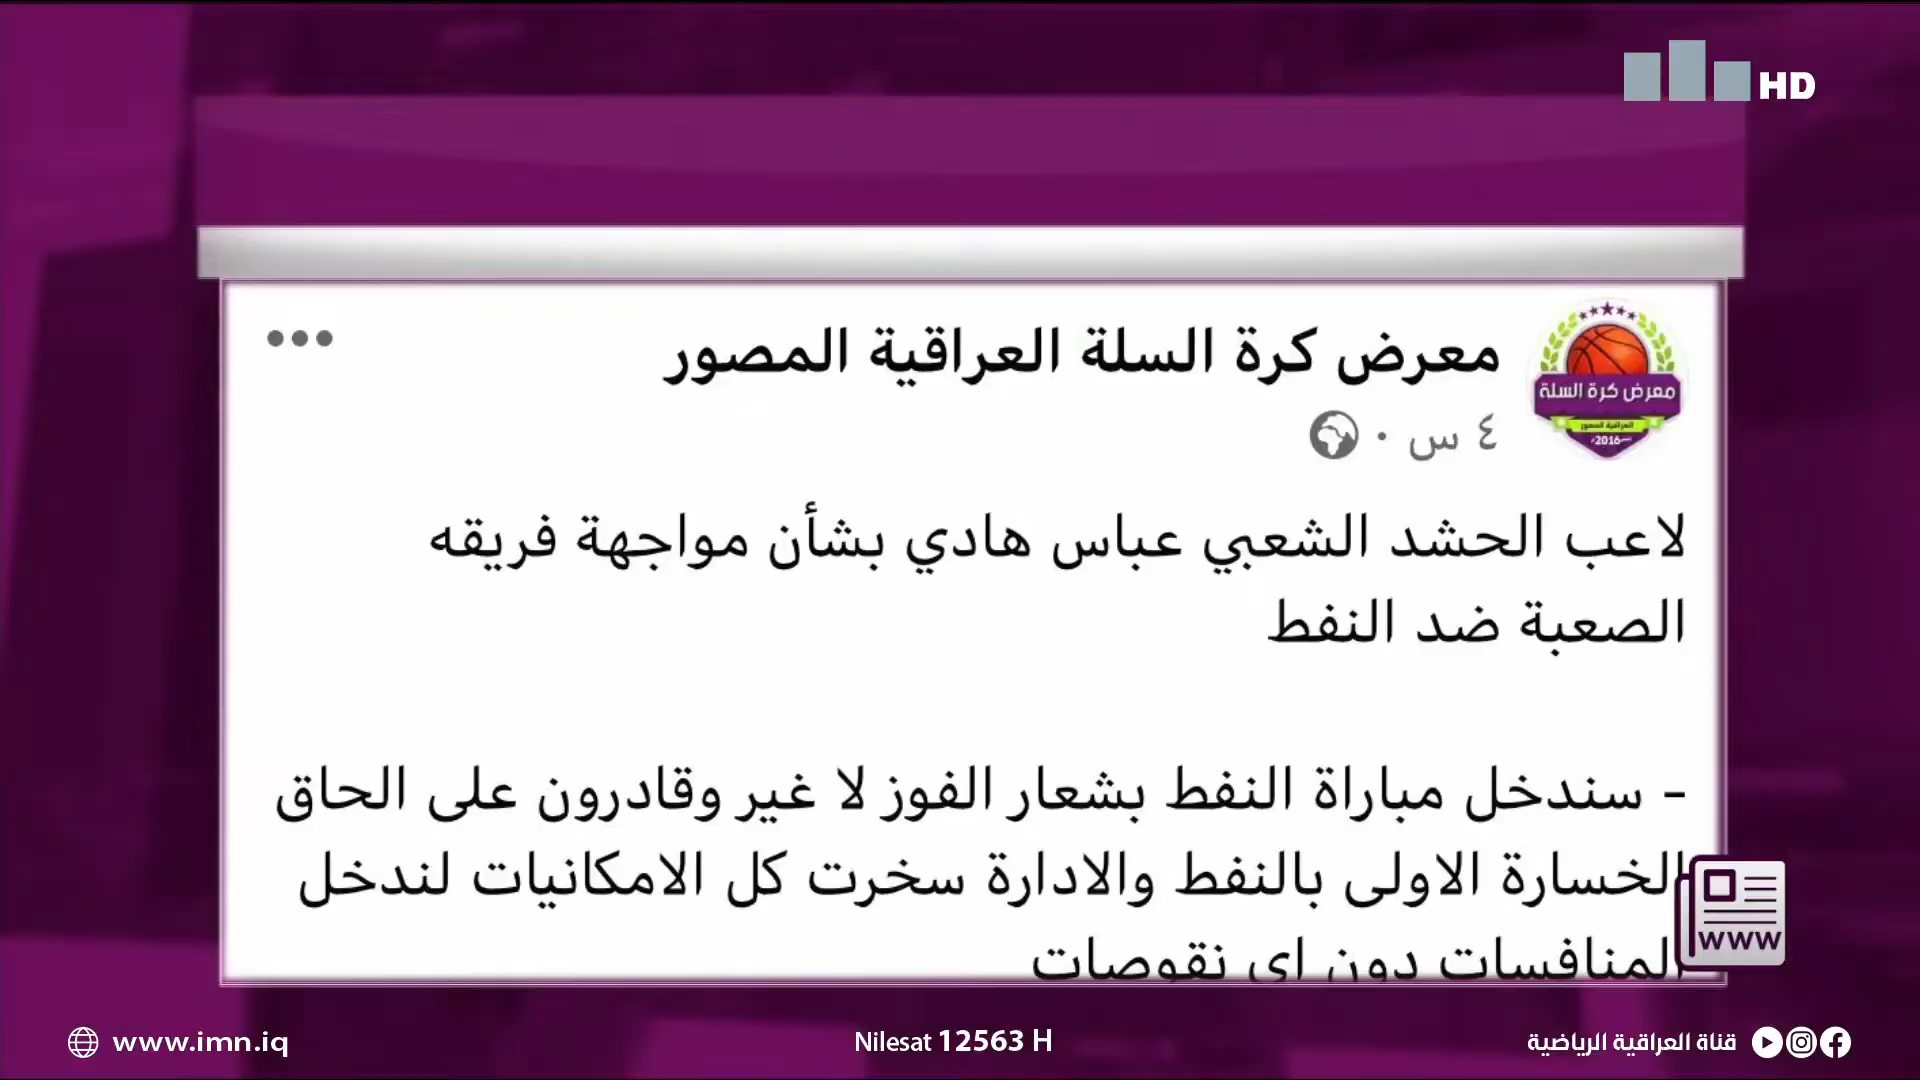 HD
معرض كرة السلة العراقية المصور
٤ س ·
معرض كرة السلة
العراقية المصور
2016
لاعب الحشد الشعبي عباس هادي بشأن مواجهة فريقه
الصعبة ضد النفط
- سندخل مباراة النفط بشعار الفوز لا غير وقادرون على الحاق
الخسارة الاولى بالنفط والادارة سخرت كل الامكانيات لندخل
المنافسات دون اي نقوصات
www
www.imn.iq
Nilesat 12563 H
قناة العراقية الرياضية